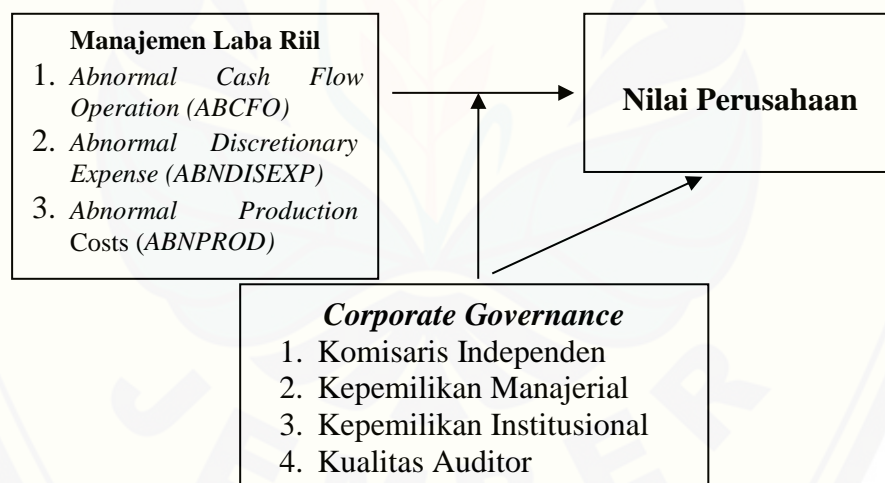 Manajemen Laba Riil
1. Abnormal Cash Flow
Operation (ABCFO)
2. Abnormal Discretionary
Expense (ABNDISEXP)
3. Abnormal Production
Costs (ABNPROD)
Nilai Perusahaan
Corporate Governance
1. Komisaris Independen
2. Kepemilikan Manajerial
3. Kepemilikan Institusional
4. Kualitas Auditor